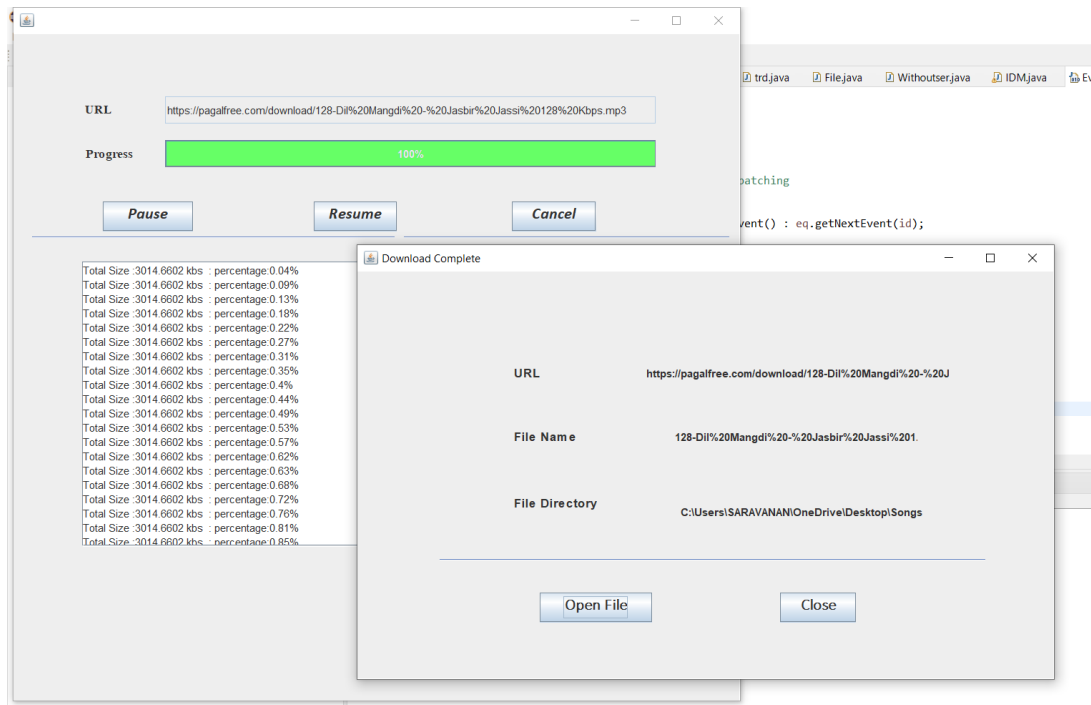 trd.java File.java Withoutser.java IDM.java Ev
URL https://pagalfree.com/download/128-Dil%20Mangdi%20-%20Jasbir%20Jassi%20128%20Kbps.mp3
Progress 100%
patching
Pause Resume Cancel
vent() : eq.getNextEvent(id);
Download Complete
Total Size :3014.6602 kbs : percentage:0.04%
Total Size :3014.6602 kbs : percentage:0.09%
Total Size :3014.6602 kbs : percentage:0.13%
Total Size :3014.6602 kbs : percentage:0.18%
Total Size :3014.6602 kbs : percentage:0.22%
Total Size :3014.6602 kbs : percentage:0.27%
Total Size :3014.6602 kbs : percentage:0.31%
Total Size :3014.6602 kbs : percentage:0.35%
Total Size :3014.6602 kbs : percentage:0.4%
Total Size :3014.6602 kbs : percentage:0.44%
Total Size :3014.6602 kbs : percentage:0.49%
Total Size :3014.6602 kbs : percentage:0.53%
Total Size :3014.6602 kbs : percentage:0.57%
Total Size :3014.6602 kbs : percentage:0.62%
Total Size :3014.6602 kbs : percentage:0.63%
Total Size :3014.6602 kbs : percentage:0.68%
Total Size :3014.6602 kbs : percentage:0.72%
Total Size :3014.6602 kbs : percentage:0.76%
Total Size :3014.6602 kbs : percentage:0.81%
Total Size :3014.6602 kbs : percentage:0.85%
URL https://pagalfree.com/download/128-Dil%20Mangdi%20-%20J
File Name 128-Dil%20Mangdi%20-%20Jasbir%20Jassi%201.
File Directory C:\Users\SARAVANAN\OneDrive\Desktop\Songs
Open File Close